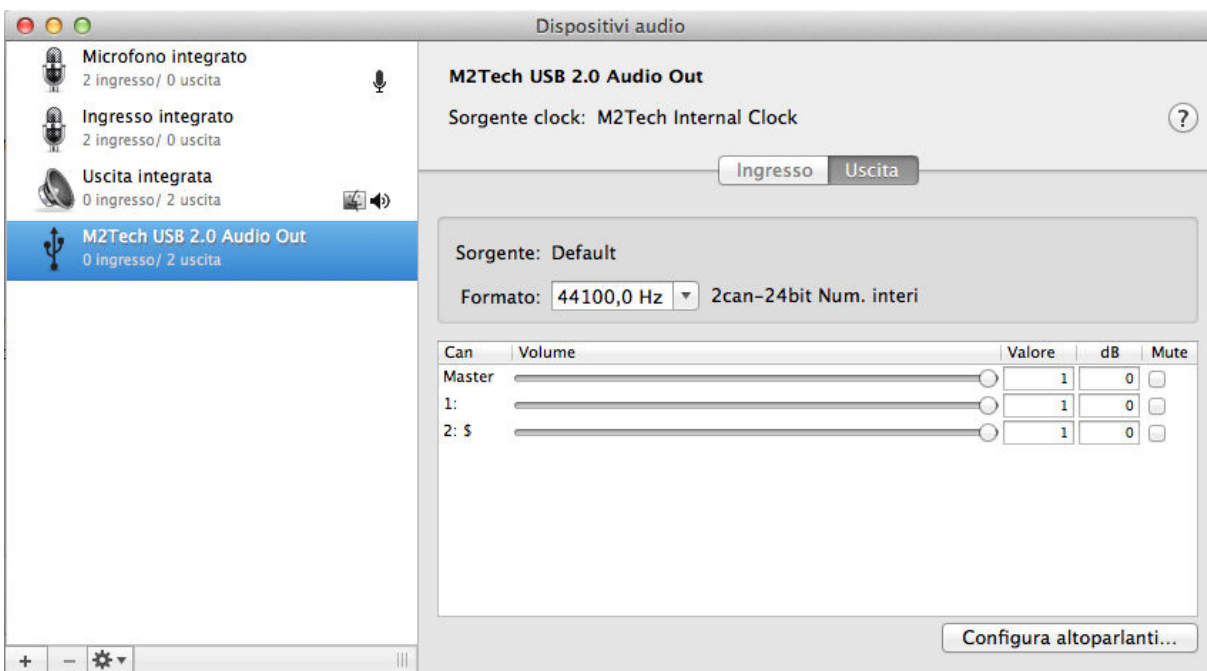 Dispositivi audio
Microfono integrato
2 ingresso/ 0 uscita
Ingresso integrato
2 ingresso/ 0 uscita
Uscita integrata
0 ingresso/ 2 uscita
M2Tech USB 2.0 Audio Out
0 ingresso/ 2 uscita
M2Tech USB 2.0 Audio Out
Sorgente clock: M2Tech Internal Clock
?
Ingresso Uscita
Sorgente: Default
Formato: 44100,0 Hz 2can-24bit Num. interi
Can Volume Valore dB Mute
Master 1 0
1: 1 0
2: $ 1 0
Configura altoparlanti...